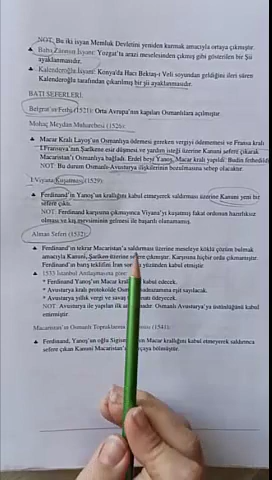 NOT: Bu iki isyan Memluk Devletini yeniden kurmak amacıyla ortaya çıkmıştır.
Baba Zünnun İsyanı: Yozgat'ta arazi meselesinden çıkmış gibi gösterilen bir Şii
ayaklanmasıdır.
Kalenderoğlu İsyanı: Konya'da Hacı Bektaş-ı Veli soyundan geldiğini ileri süren
Kalenderoğlu tarafından çıkarılmış bir şii ayaklanmasıdır.
BATI SEFERLERİ
Belgrat'ın Fethi (1521): Orta Avrupa'nın kapıları Osmanlılara açılmıştır.
Mohaç Meydan Muharebesi (1526):
Macar Kralı Layoş'un Osmanlıya ödemesi gereken vergiyi ödememesi ve Fransa kralı
I.Fransuva'nın Şarlkene esir düşmesi ve yardım isteği üzerine Kanuni sefere çıkarak
Macaristan'ı Osmanlıya bağladı. Erdel beyi Yanoş, Macar kralı yapıldı. Budin fethedildi
NOT: Bu durum Osmanlı-Avusturya ilişkilerinin bozulmasına sebep olacaktır.
I.Viyana Kuşatması (1529):
Ferdinand'ın Yanoş'un krallığını kabul etmeyerek saldırması üzerine Kanuni yeni bir
sefere çıktı.
NOT: Ferdinand karşısına çıkmayınca Viyana'yı kuşatmış fakat ordunun hazırlıksız
olması ve kış mevsiminin gelmesi ile başarılı olunamamış.
Alman Seferi (1532):
Ferdinand'ın tekrar Macaristan'a saldırması üzerine meseleye köklü çözüm bulmak
amacıyla Kanuni, Şarlken üzerine sefere çıkmıştır. Karşısına hiçbir ordu çıkmamıştır.
Ferdinand'ın barış teklifini, İran yüzünden kabul etmiştir.
1533 İstanbul Antlaşmasına göre:
* Ferdinand Yanoş'un Macar kabul edecek.
* Avusturya kralı protokolde Osmanlı sadrazamına eşit sayılacak.
* Avusturya yıllık vergi ve savaş ödeyecek.
NOT: Avusturya ile yapılan ilk Osmanlı Avusturya'ya üstünlüğünü kabul
ettirmiştir
Macaristan'ın Osmanlı Topraklarına (1541):
Ferdinand, Yanoş'un oğlu Macar krallığını kabul etmeyerek saldırınca
sefere çıkan Kanuni Macaristan'ı bölmüştür.